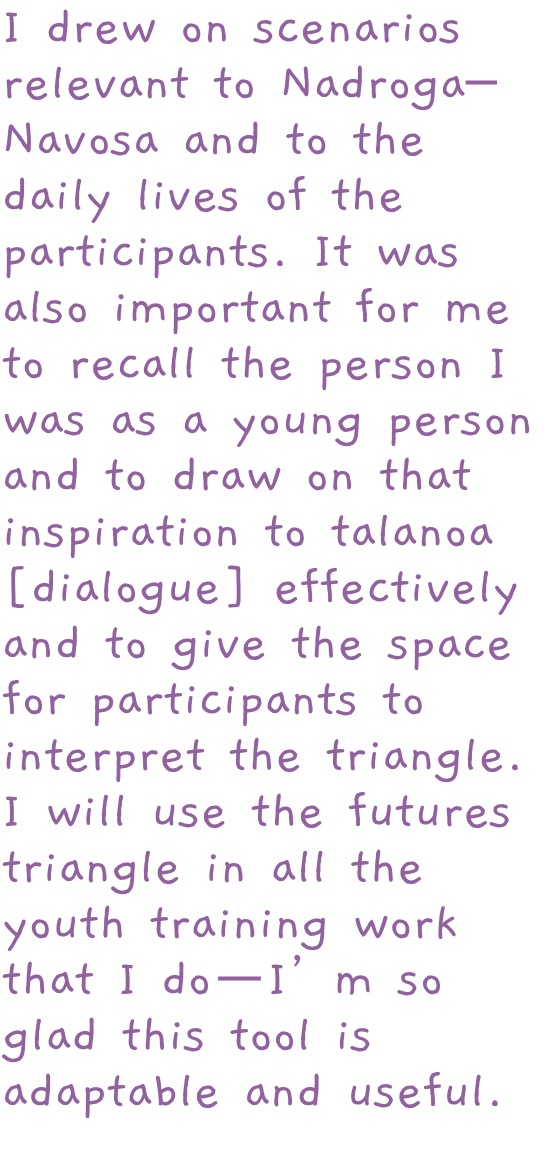 I drew on scenarios
relevant to Nadroga—
Navosa and to the
daily lives of the
participants. It was
also important for me
to recall the person I
was as a young person
and to draw on that
inspiration to talanoa
[dialogue] effectively
and to give the space
for participants to
interpret the triangle.
I will use the futures
triangle in all the
youth training work
that I do—I’m so
glad this tool is
adaptable and useful.